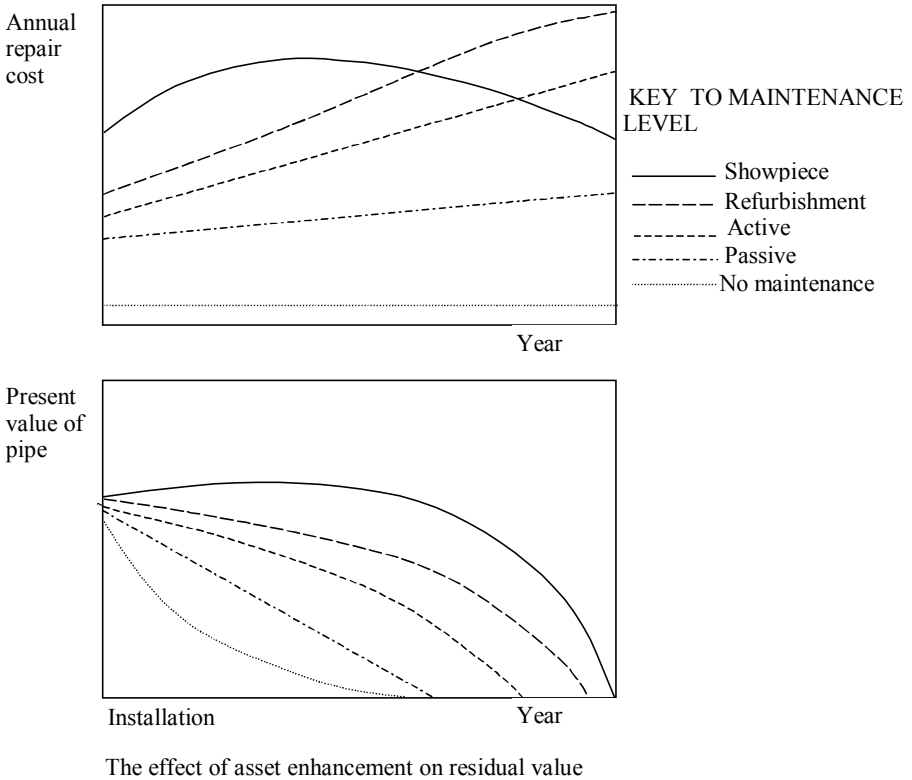 Annual
repair
cost
KEY TO MAINTENANCE
LEVEL
Showpiece
Refurbishment
Active
Passive
No maintenance
Year
Present
value of
pipe
Installation
Year
The effect of asset enhancement on residual value